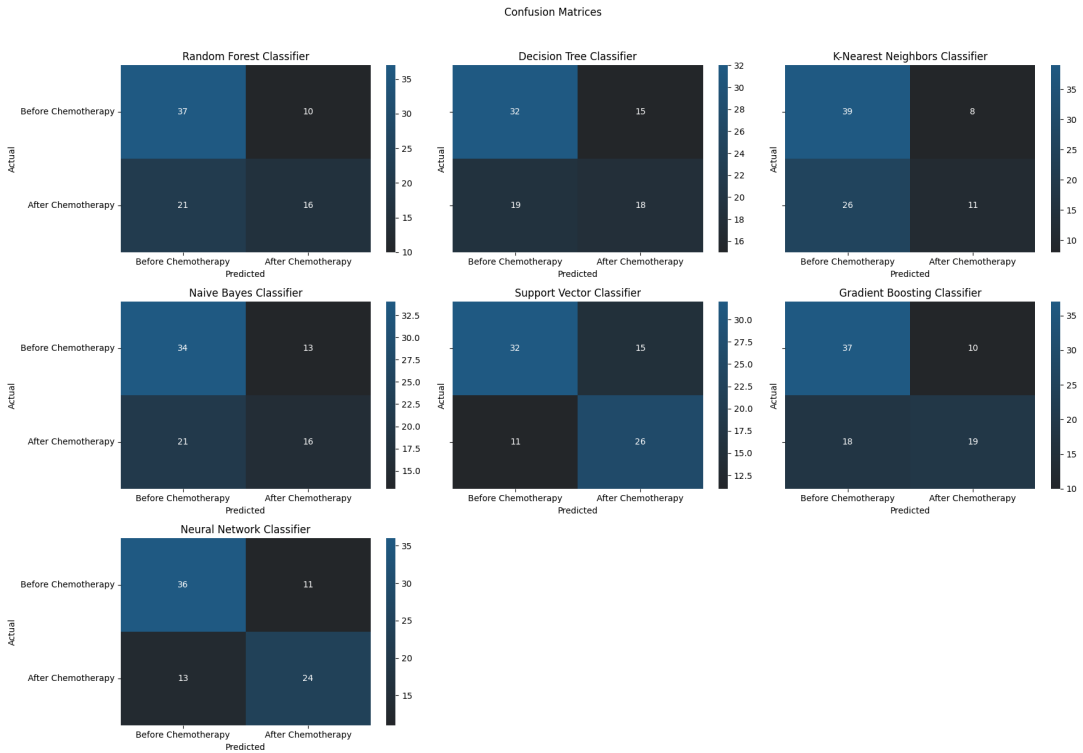 Confusion Matrices
Random Forest Classifier
Before Chemotherapy
After Chemotherapy
Actual
37 10
21 16
Before Chemotherapy After Chemotherapy
Predicted
35
30
25
20
15
10
Decision Tree Classifier
Actual
32 15
19 18
Before Chemotherapy After Chemotherapy
Predicted
32
30
28
26
24
22
20
18
16
K-Nearest Neighbors Classifier
Actual
39 8
26 11
Before Chemotherapy After Chemotherapy
Predicted
35
30
25
20
15
10
Naive Bayes Classifier
Before Chemotherapy
After Chemotherapy
Actual
34 13
21 16
Before Chemotherapy After Chemotherapy
Predicted
32.5
30.0
27.5
25.0
22.5
20.0
17.5
15.0
Support Vector Classifier
Actual
32 15
11 26
Before Chemotherapy After Chemotherapy
Predicted
30.0
27.5
25.0
22.5
20.0
17.5
15.0
12.5
Gradient Boosting Classifier
Actual
37 10
18 19
Before Chemotherapy After Chemotherapy
Predicted
35
30
25
20
15
10
Neural Network Classifier
Before Chemotherapy
After Chemotherapy
Actual
36 11
13 24
Before Chemotherapy After Chemotherapy
Predicted
35
30
25
20
15